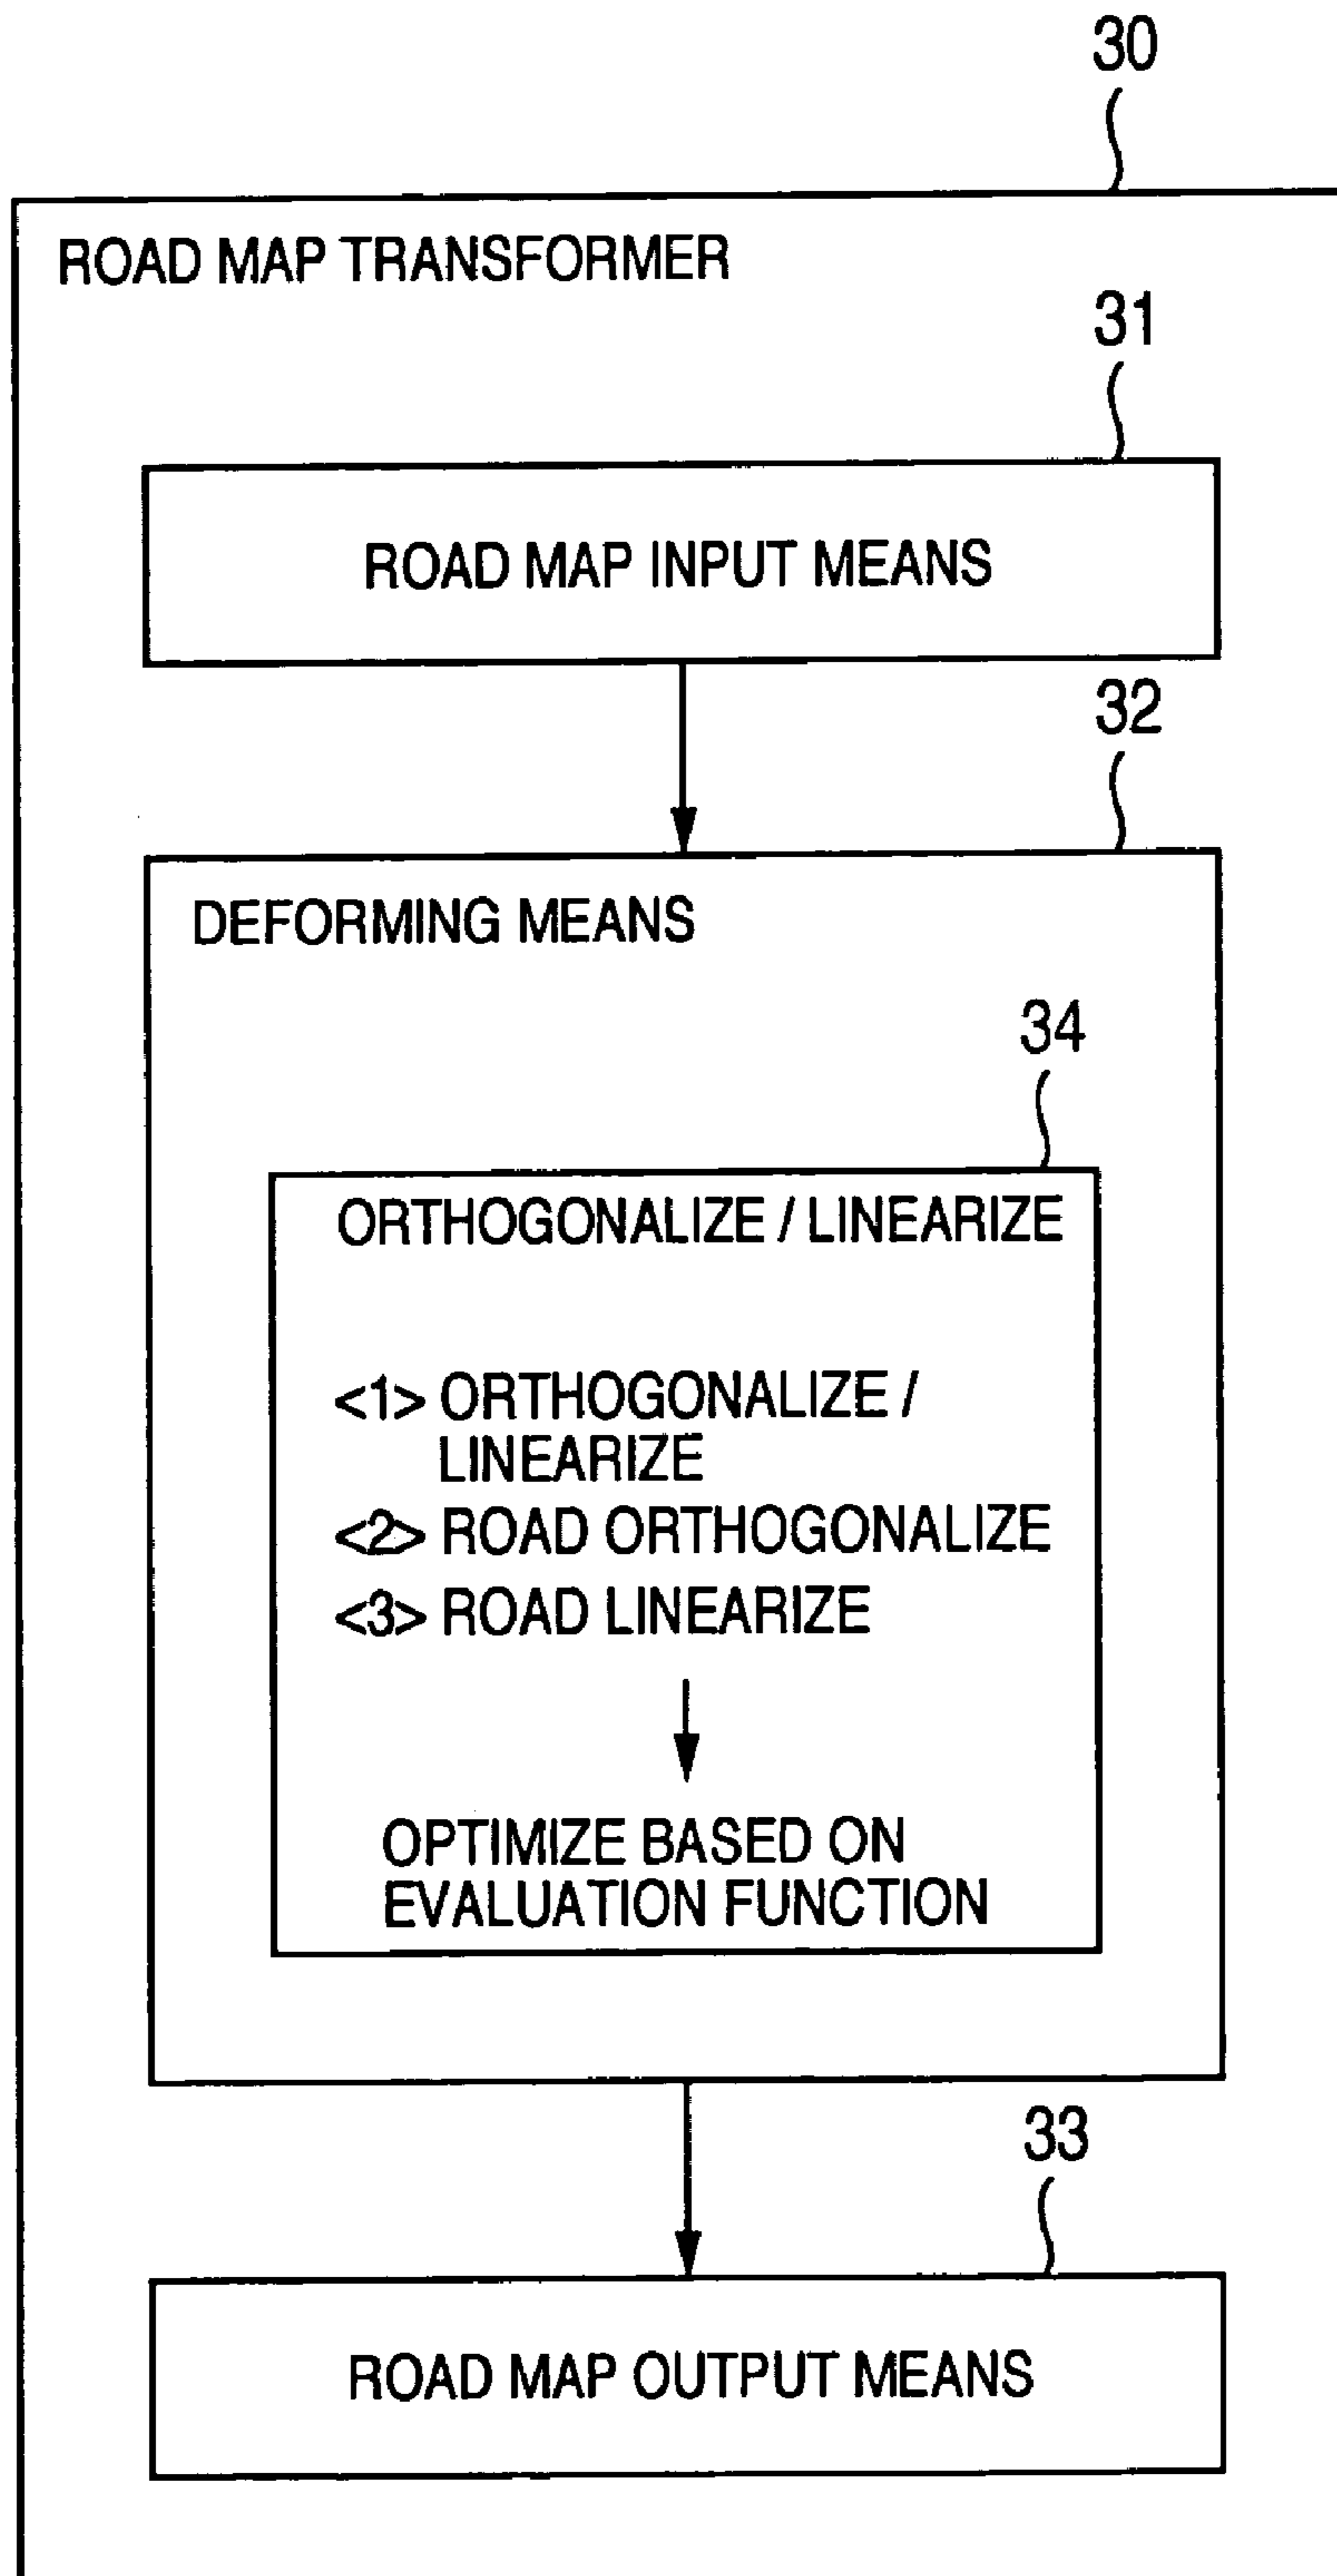 30
ROAD MAP TRANSFORMER
31
ROAD MAP INPUT MEANS
32
DEFORMING MEANS
34
ORTHOGONALIZE / LINEARIZE
<1> ORTHOGONALIZE /
LINEARIZE
<2> ROAD ORTHOGONALIZE
<3> ROAD LINEARIZE
OPTIMIZE BASED ON
EVALUATION FUNCTION
33
ROAD MAP OUTPUT MEANS